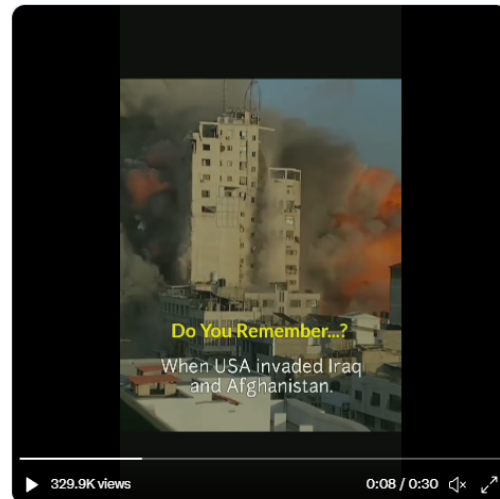 Do You Remember...?
When USA invaded Iraq
and Afghanistan.
329.9K views
0:08 / 0:30